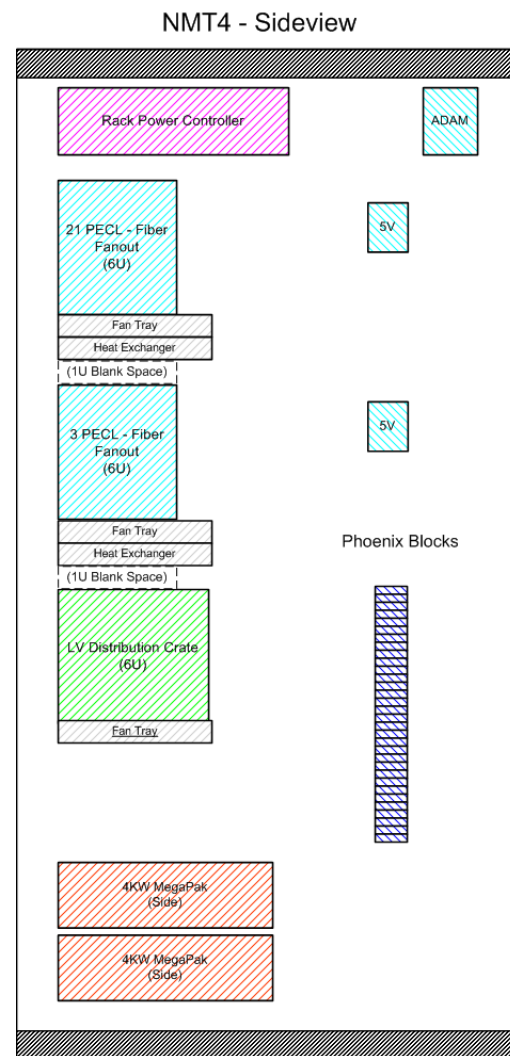 NMT4 - Sideview
Rack Power Controller
ADAM
21 PECL - Fiber
Fanout
(6U)
5V
Fan Tray
Heat Exchanger
(1U Blank Space)
3 PECL - Fiber
Fanout
(6U)
5V
Fan Tray
Heat Exchanger
Phoenix Blocks
(1U Blank Space)
LV Distribution Crate
(6U)
Fan Tray
4KW MegaPak
(Side)
4KW MegaPak
(Side)